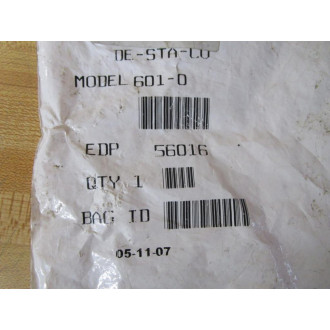 DE-STA-CO
MODEL 601-O
EDP 56016
QTY 1
BAG ID
05-11-07